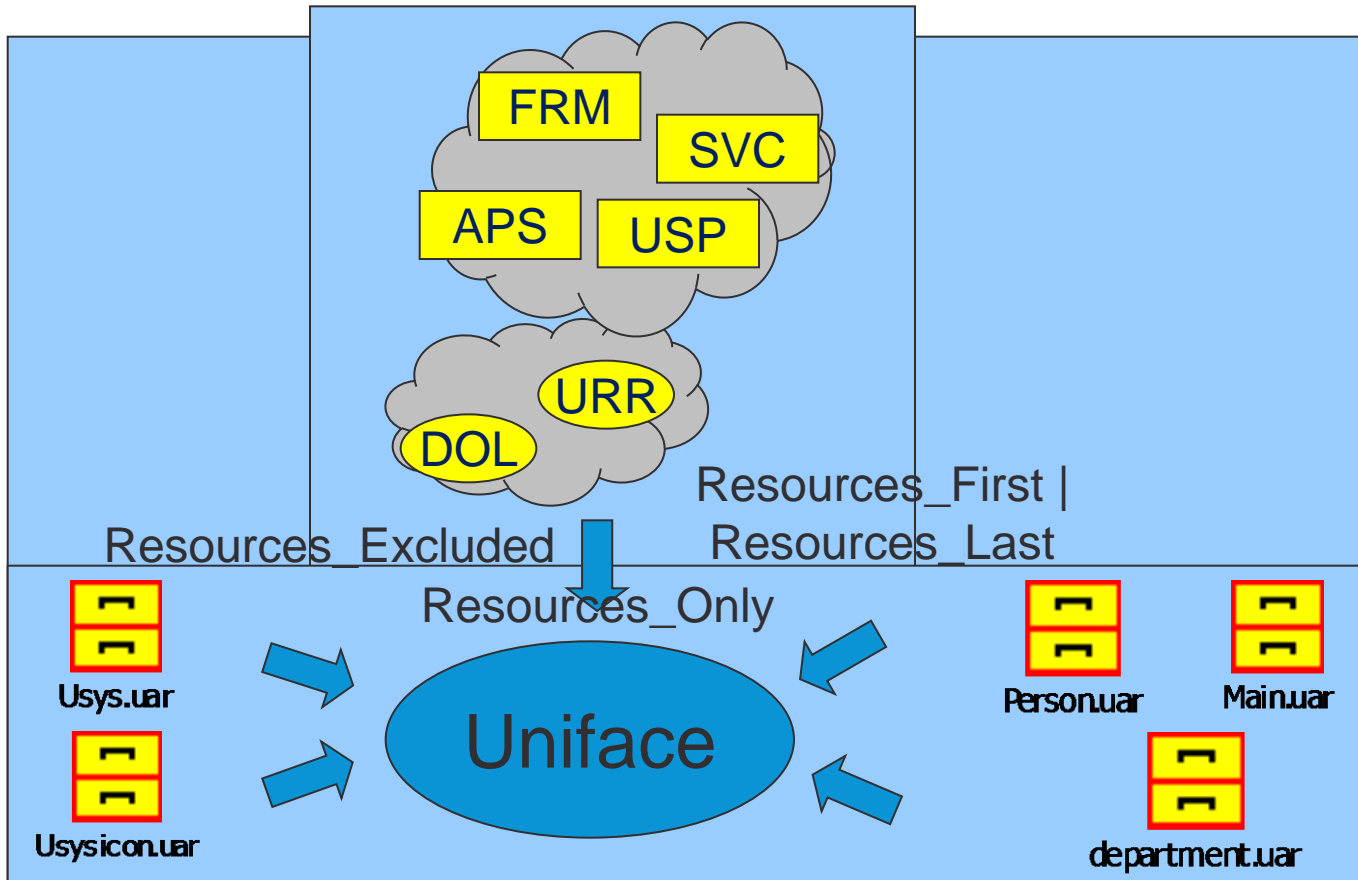 FRM
SVC
APS
USP
URR
DOL
Resources_First |
Resources_Last
Resources_Excluded
Resources_Only
Usys.uar
Person.uar
Main.uar
Uniface
Usysicon.uar
department.uar